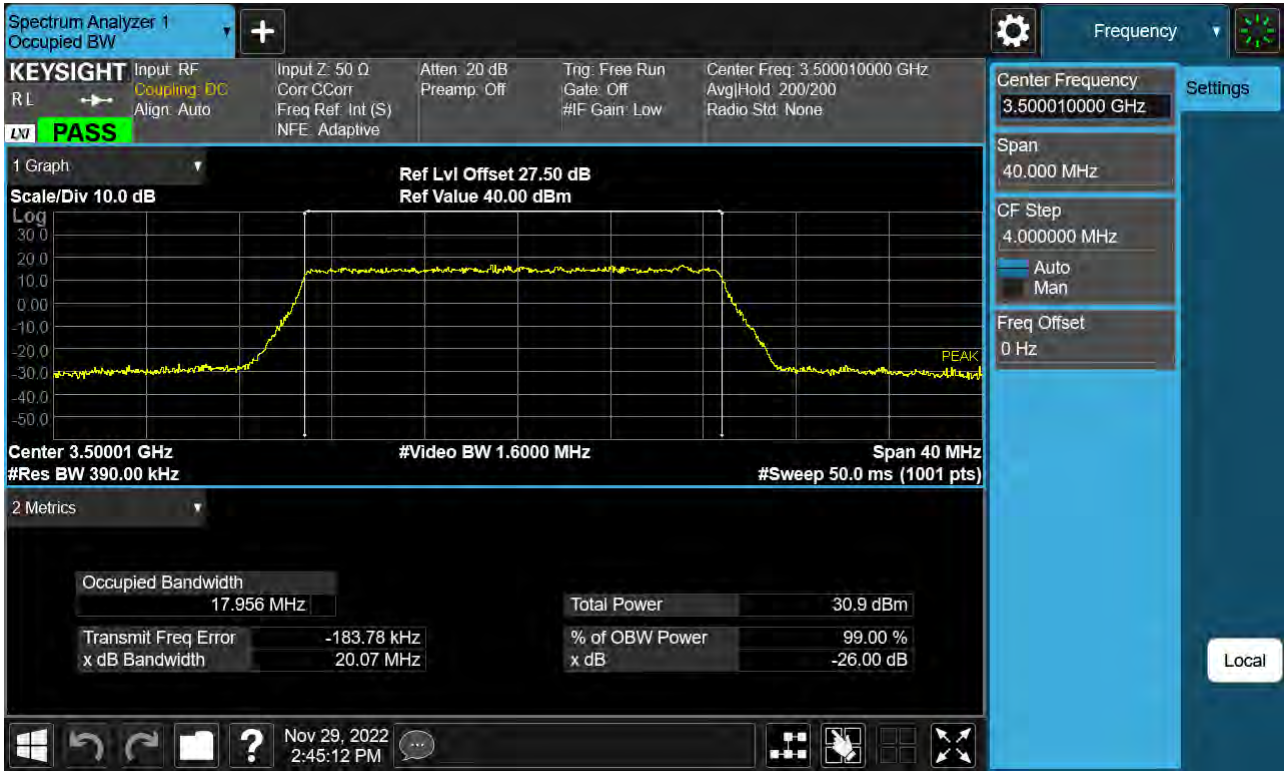 Spectrum Analyzer 1
Occupied BW
+
Frequency
KEYSIGHT
R L
LXI
PASS
Input: RF
Coupling: DC
Align: Auto
Input Z: 50 Ω
Corr CCorr
Freq Ref: Int (S)
NFE: Adaptive
Atten: 20 dB
Preamp: Off
Trig: Free Run
Gate: Off
#IF Gain: Low
Center Freq: 3.500010000 GHz
Avg|Hold: 200/200
Radio Std: None
Center Frequency
3.500010000 GHz
Settings
Span
40.000 MHz
CF Step
4.000000 MHz
Auto
Man
Freq Offset
0 Hz
Local
1 Graph
Scale/Div 10.0 dB
Ref Lvl Offset 27.50 dB
Ref Value 40.00 dBm
Log
30.0
20.0
10.0
0.00
-10.0
-20.0
-30.0
-40.0
-50.0
PEAK
Center 3.50001 GHz
#Video BW 1.6000 MHz
Span 40 MHz
#Res BW 390.00 kHz
#Sweep 50.0 ms (1001 pts)
2 Metrics
Occupied Bandwidth
17.956 MHz
Total Power 30.9 dBm
Transmit Freq Error -183.78 kHz
% of OBW Power 99.00 %
x dB Bandwidth 20.07 MHz
x dB -26.00 dB
?
Nov 29, 2022
2:45:12 PM